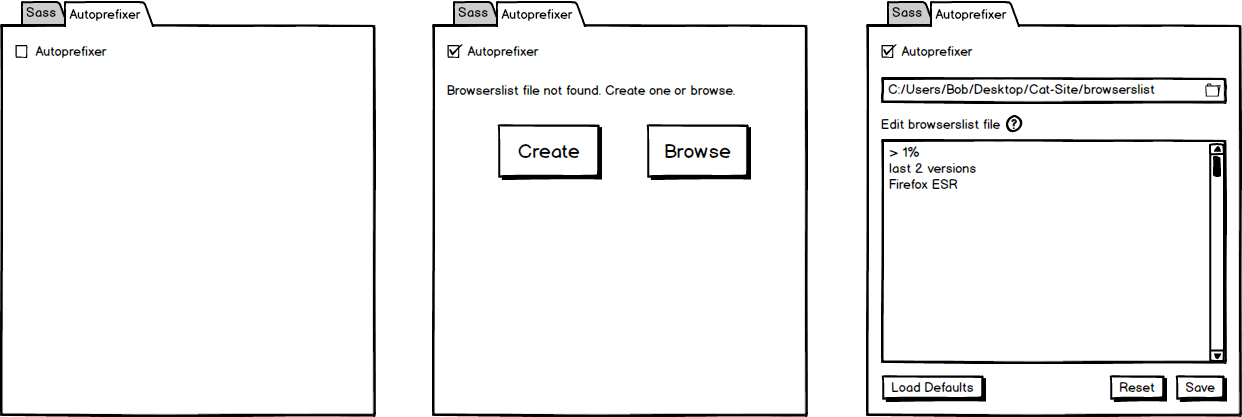 Sass Autoprefixer
Autoprefixer
Sass Autoprefixer
Autoprefixer
Browserslist file not found. Create one or browse.
Create Browse
Sass Autoprefixer
Autoprefixer
C:/Users/Bob/Desktop/Cat-Site/browserslist
Edit browserslist file ?
> 1%
last 2 versions
Firefox ESR
Load Defaults Reset Save